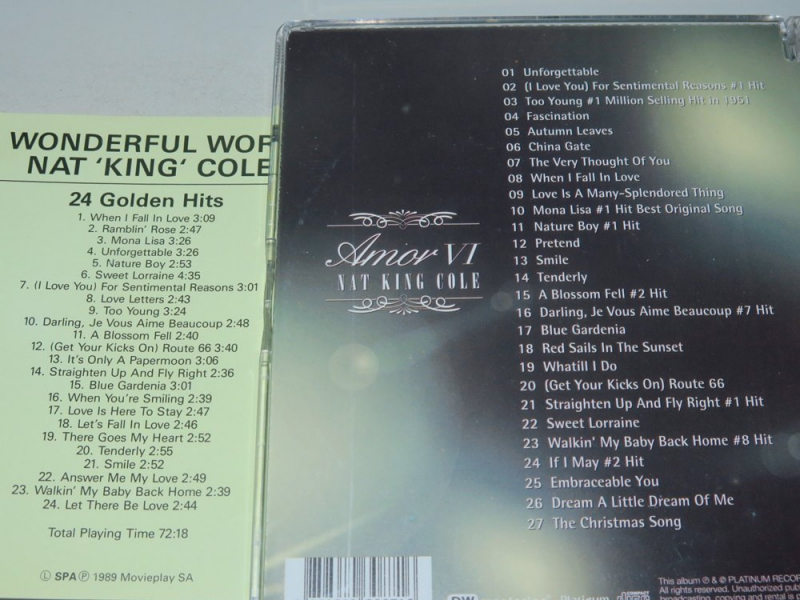 WONDERFUL WOR
NAT ‘KING‘ COLE
24 Golden Hits
1. When I Fall In Love 3:09
2. Ramblin’ Rose 2:47
3. Mona Lisa 3:26
4. Unforgettable 3:26
5. Nature Boy 2:53
6. Sweet Lorraine 4:35
7. (I Love You) For Sentimental Reasons 3:01
8. Love Letters 2:43
9. Too Young 3:24
10. Darling, Je Vous Aime Beaucoup 2:48
11. A Blossom Fell 2:40
12. (Get Your Kicks On) Route 66 3:40
13. It’s Only A Papermoon 3:06
14. Straighten Up And Fly Right 2:36
15. Blue Gardenia 3:01
16. When You’re Smiling 2:39
17. Love Is Here To Stay 2:47
18. Let’s Fall In Love 2:46
19. There Goes My Heart 2:52
20. Tenderly 2:55
21. Smile 2:52
22. Answer Me My Love 2:49
23. Walkin’ My Baby Back Home 2:39
24. Let There Be Love 2:44
Total Playing Time 72:18
Ⓛ SPA Ⓟ 1989 Movieplay SA
Amor VI
NAT KING COLE
01 Unforgettable
02 (I Love You) For Sentimental Reasons #1 Hit
03 Too Young #1 Million Selling Hit in 1951
04 Fascination
05 Autumn Leaves
06 China Gate
07 The Very Thought Of You
08 When I Fall In Love
09 Love Is A Many-Splendored Thing
10 Mona Lisa #1 Hit Best Original Song
11 Nature Boy #1 Hit
12 Pretend
13 Smile
14 Tenderly
15 A Blossom Fell #2 Hit
16 Darling, Je Vous Aime Beaucoup #7 Hit
17 Blue Gardenia
18 Red Sails In The Sunset
19 Whatill I Do
20 (Get Your Kicks On) Route 66
21 Straighten Up And Fly Right #1 Hit
22 Sweet Lorraine
23 Walkin’ My Baby Back Home #8 Hit
24 If I May #2 Hit
25 Embraceable You
26 Dream A Little Dream Of Me
27 The Christmas Song
This album ℗ & © PLATINUM RECOR
All rights reserved. Unauthorized publi
broadcasting, copying and rental is p